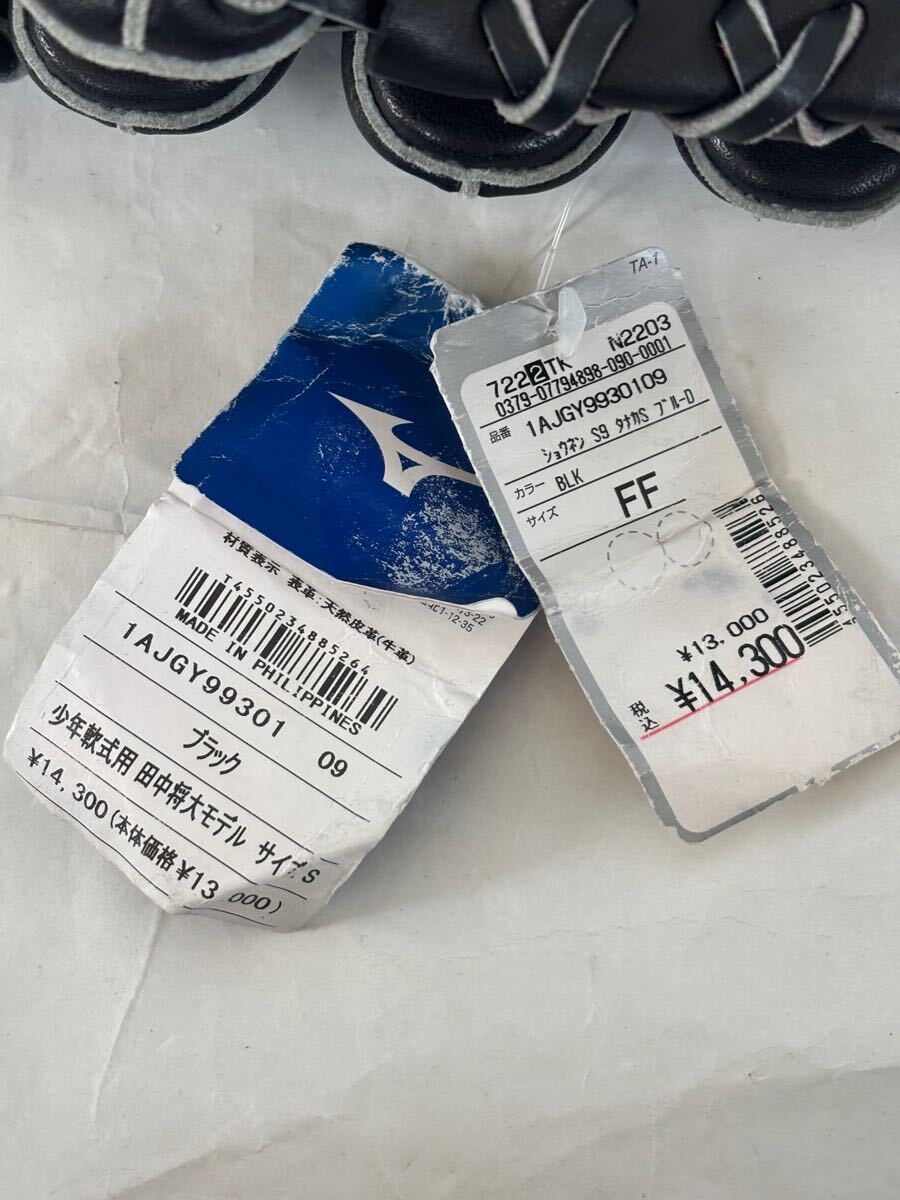 材質表示 表革:天然皮革(牛革)
T4550234885264
MADE IN PHILIPPINES
1AJGY99301 09
ブラック
少年軟式用 田中将大モデル サイズS
¥14,300(本体価格¥13 000)
TA-1
7222TK N2203
0379-07794898-090-0001
品番 1AJGY9930109
ショウネン S9 タナカS ブルーD
カラー BLK
サイズ FF
¥13,000
税込 ¥14,300